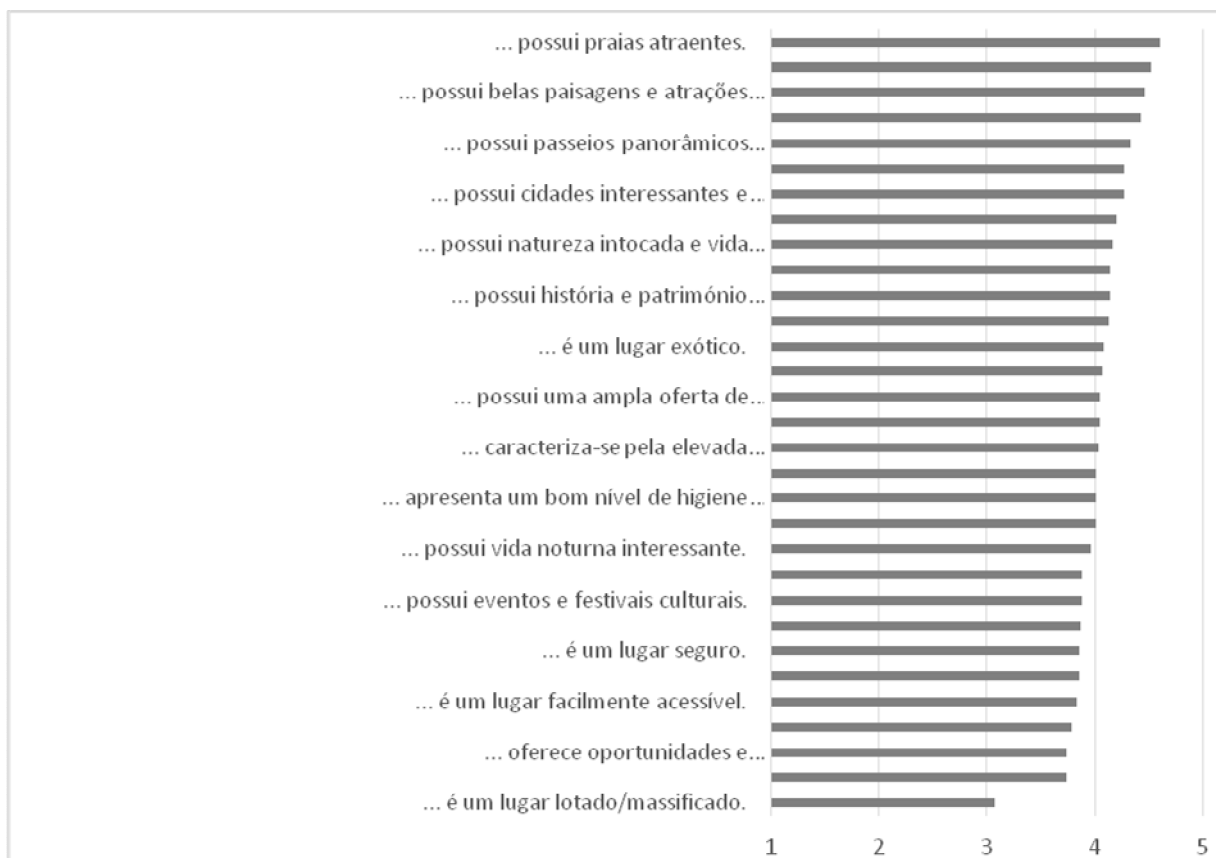 ... possui praias atraentes.
... possui belas paisagens e atrações...
... possui passeios panorâmicos...
... possui cidades interessantes e...
... possui natureza intocada e vida...
... possui história e património...
... é um lugar exótico.
... possui uma ampla oferta de...
... caracteriza-se pela elevada...
... apresenta um bom nível de higiene...
... possui vida noturna interessante.
... possui eventos e festivais culturais.
... é um lugar seguro.
... é um lugar facilmente acessível.
... oferece oportunidades e...
... é um lugar lotado/massificado.
1 2 3 4 5